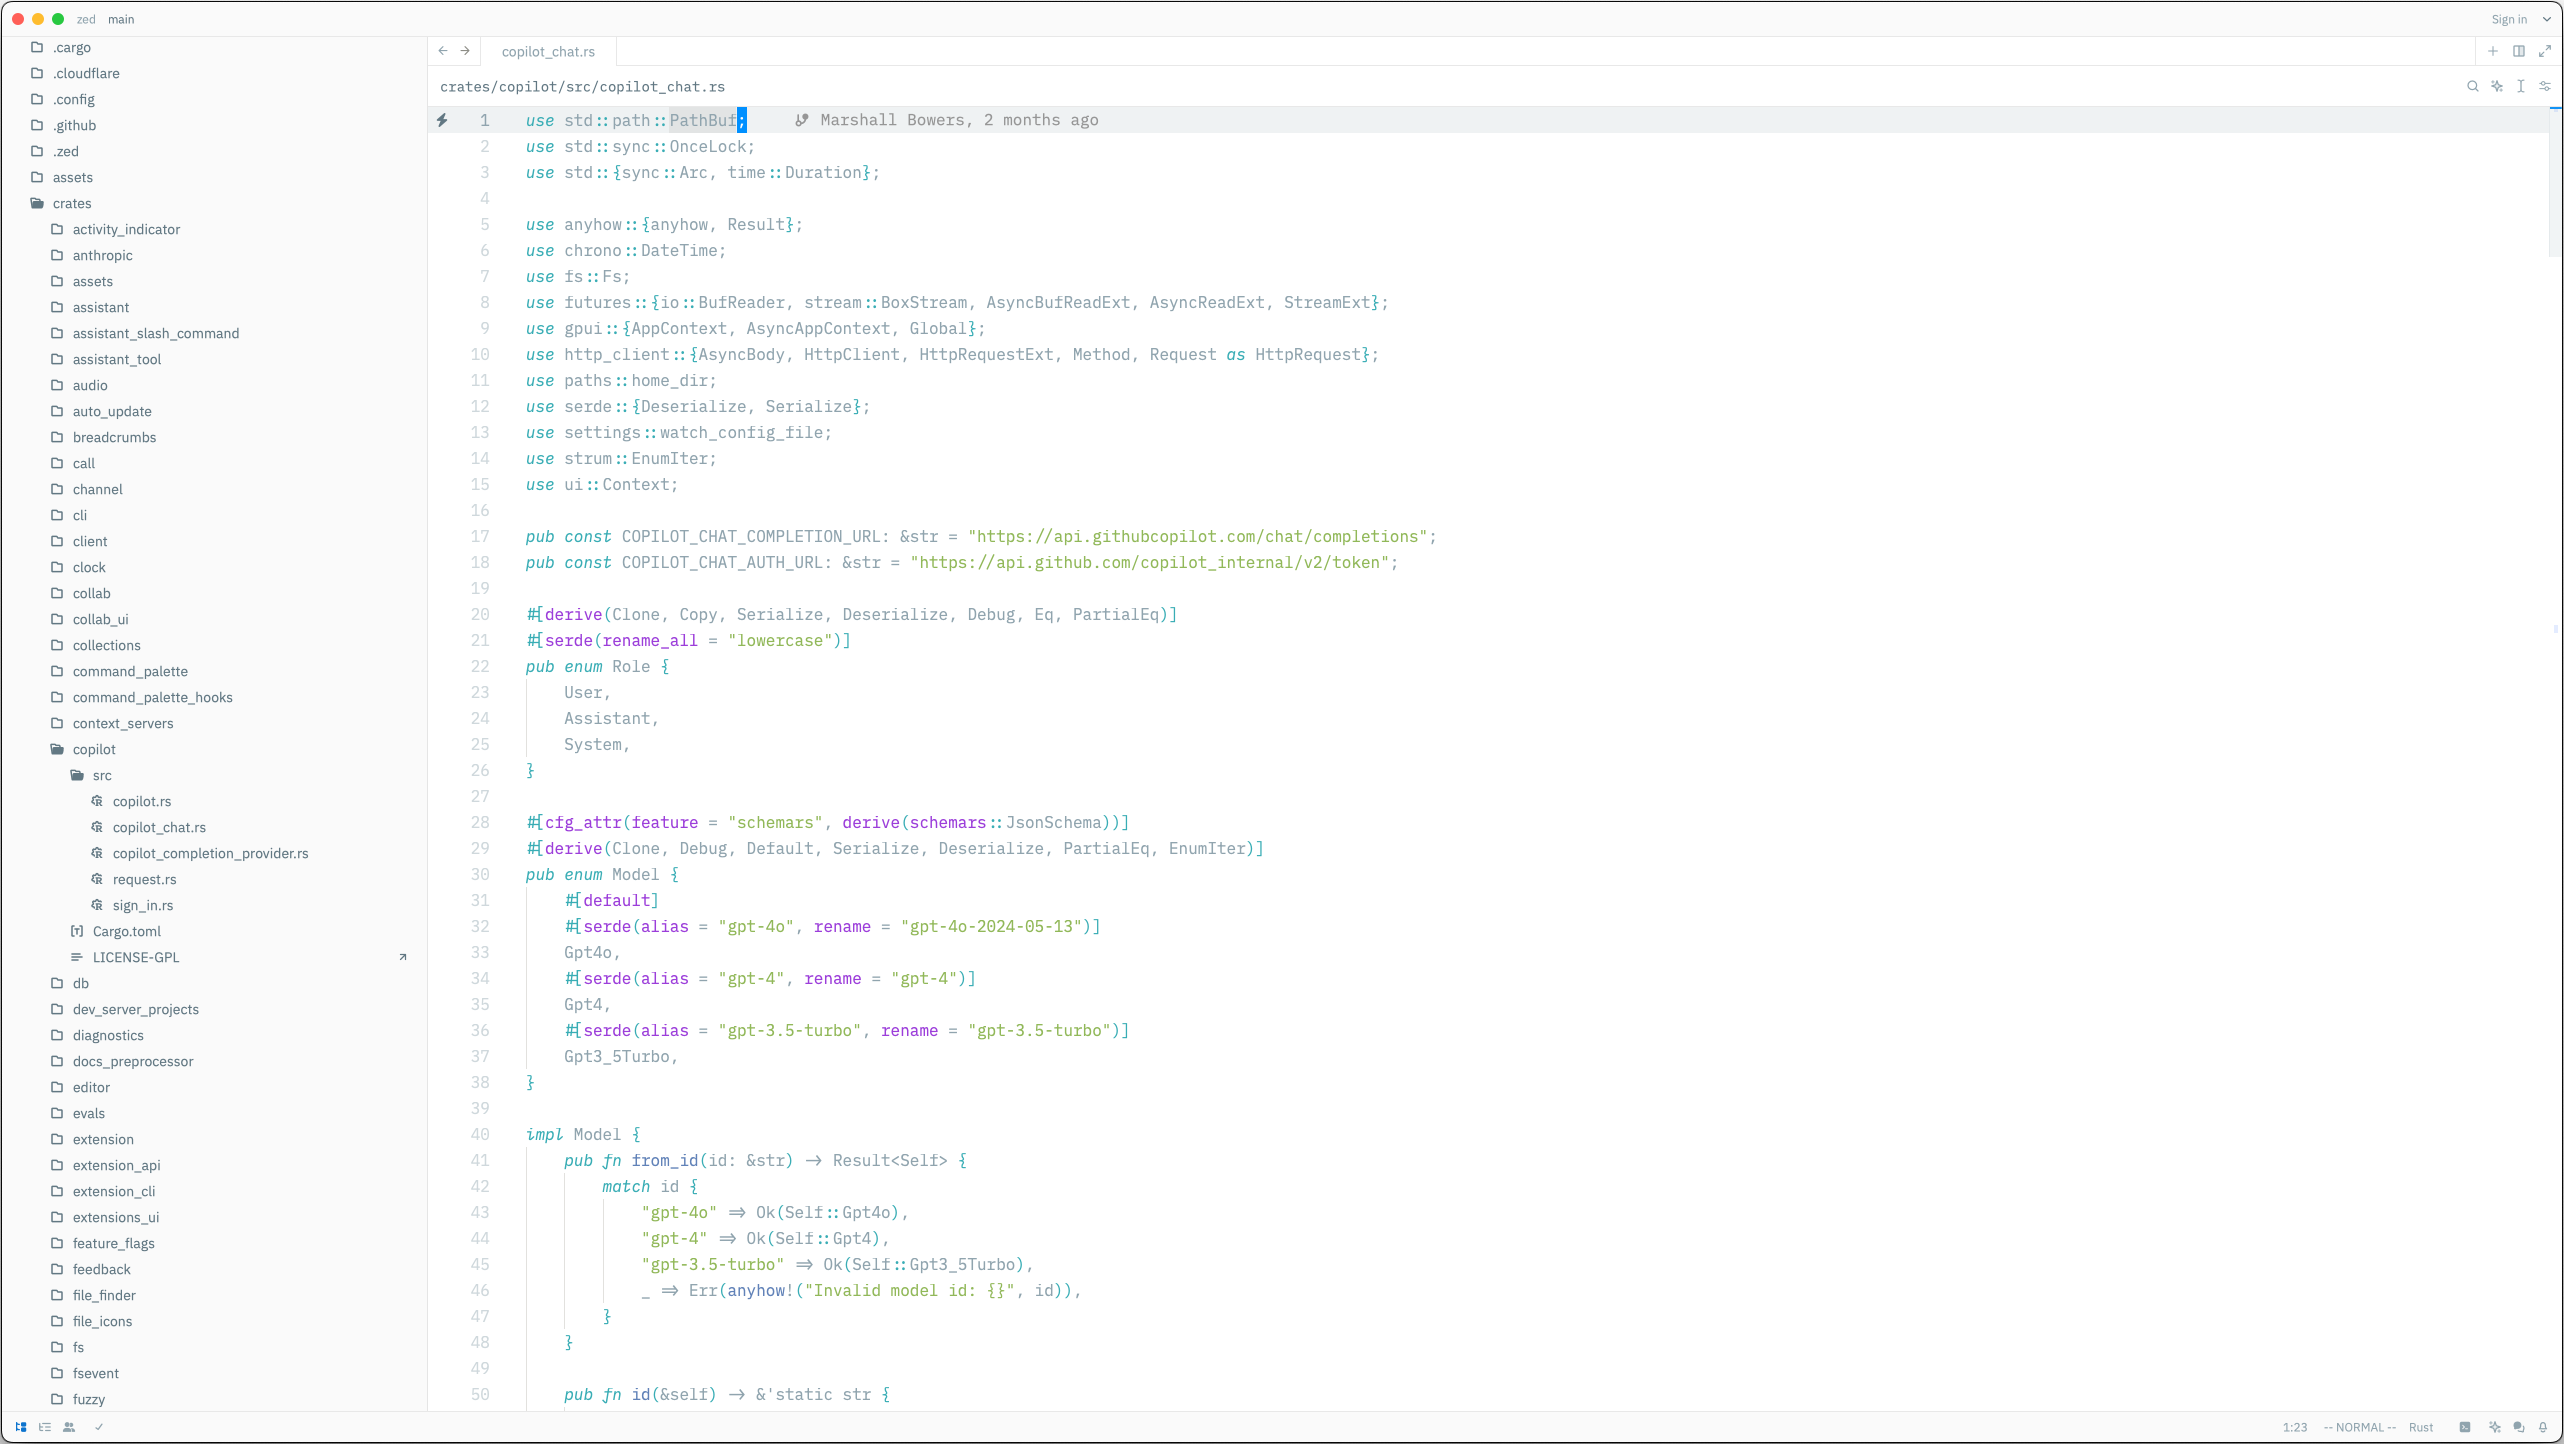 zed main
Sign in
.cargo
.cloudflare
.config
.github
.zed
assets
crates
activity_indicator
anthropic
assets
assistant
assistant_slash_command
assistant_tool
audio
auto_update
breadcrumbs
call
channel
cli
client
clock
collab
collab_ui
collections
command_palette
command_palette_hooks
context_servers
copilot
src
copilot.rs
copilot_chat.rs
copilot_completion_provider.rs
request.rs
sign_in.rs
Cargo.toml
LICENSE-GPL
db
dev_server_projects
diagnostics
docs_preprocessor
editor
evals
extension
extension_api
extension_cli
extensions_ui
feature_flags
feedback
file_finder
file_icons
fs
fsevent
fuzzy
copilot_chat.rs
crates/copilot/src/copilot_chat.rs
1 use std::path::PathBuf; Marshall Bowers, 2 months ago
2 use std::sync::OnceLock;
3 use std::{sync::Arc, time::Duration};
4
5 use anyhow::{anyhow, Result};
6 use chrono::DateTime;
7 use fs::Fs;
8 use futures::{io::BufReader, stream::BoxStream, AsyncBufReadExt, AsyncReadExt, StreamExt};
9 use gpui::{AppContext, AsyncAppContext, Global};
10 use http_client::{AsyncBody, HttpClient, HttpRequestExt, Method, Request as HttpRequest};
11 use paths::home_dir;
12 use serde::{Deserialize, Serialize};
13 use settings::watch_config_file;
14 use strum::EnumIter;
15 use ui::Context;
16
17 pub const COPILOT_CHAT_COMPLETION_URL: &str = "https://api.githubcopilot.com/chat/completions";
18 pub const COPILOT_CHAT_AUTH_URL: &str = "https://api.github.com/copilot_internal/v2/token";
19
20 #[derive(Clone, Copy, Serialize, Deserialize, Debug, Eq, PartialEq)]
21 #[serde(rename_all = "lowercase")]
22 pub enum Role {
23 User,
24 Assistant,
25 System,
26 }
27
28 #[cfg_attr(feature = "schemars", derive(schemars::JsonSchema))]
29 #[derive(Clone, Debug, Default, Serialize, Deserialize, PartialEq, EnumIter)]
30 pub enum Model {
31 #[default]
32 #[serde(alias = "gpt-4o", rename = "gpt-4o-2024-05-13")]
33 Gpt4o,
34 #[serde(alias = "gpt-4", rename = "gpt-4")]
35 Gpt4,
36 #[serde(alias = "gpt-3.5-turbo", rename = "gpt-3.5-turbo")]
37 Gpt3_5Turbo,
38 }
39
40 impl Model {
41 pub fn from_id(id: &str) -> Result<Self> {
42 match id {
43 "gpt-4o" => Ok(Self::Gpt4o),
44 "gpt-4" => Ok(Self::Gpt4),
45 "gpt-3.5-turbo" => Ok(Self::Gpt3_5Turbo),
46 _ => Err(anyhow!("Invalid model id: {}", id)),
47 }
48 }
49
50 pub fn id(&self) -> &'static str {
1:23 -- NORMAL -- Rust